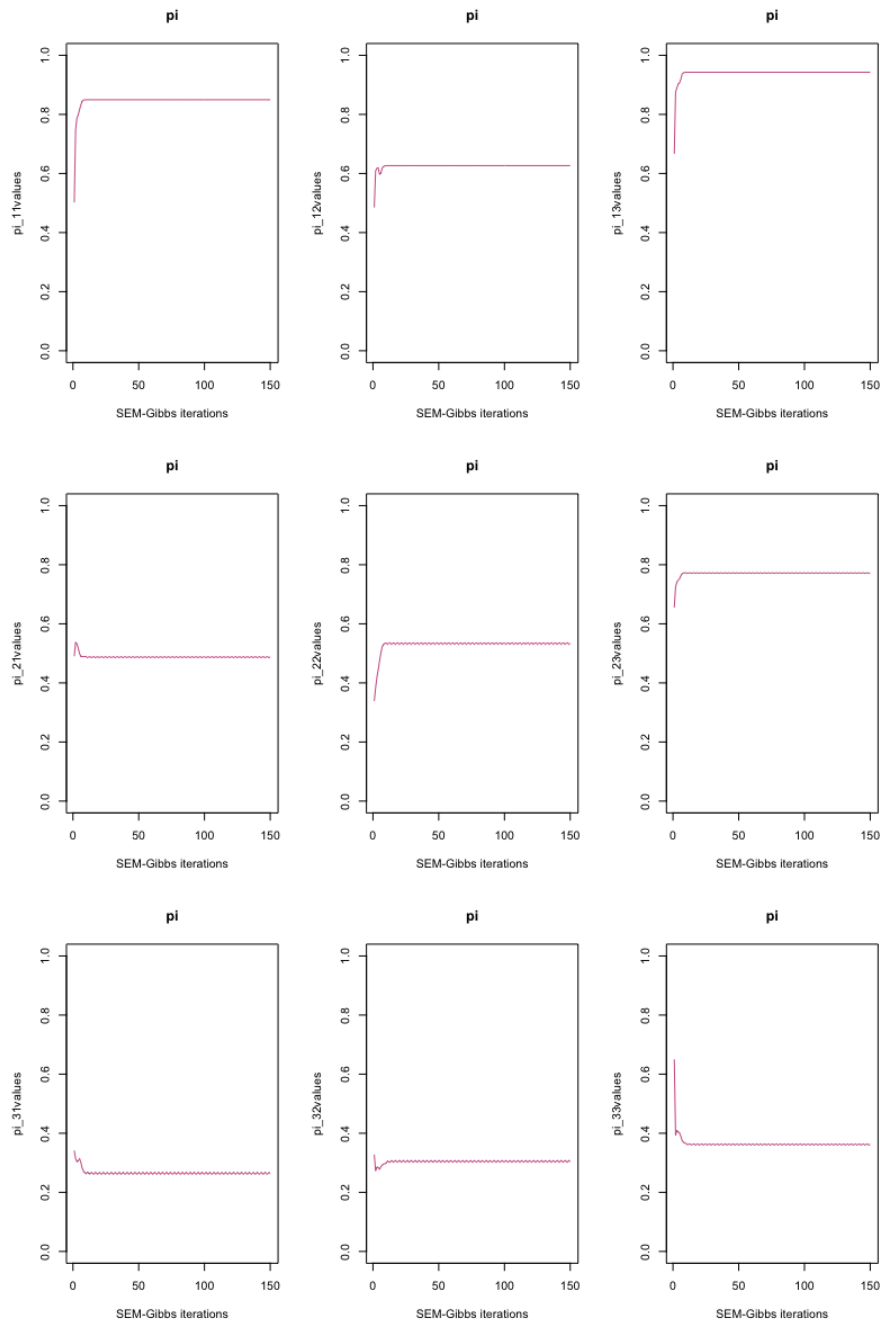 pi pi pi
pi_11values
0.0 0.2 0.4 0.6 0.8 1.0
pi_12values
0.0 0.2 0.4 0.6 0.8 1.0
pi_13values
0.0 0.2 0.4 0.6 0.8 1.0
0 50 100 150 0 50 100 150 0 50 100 150
SEM-Gibbs iterations SEM-Gibbs iterations SEM-Gibbs iterations
pi pi pi
pi_21values
0.0 0.2 0.4 0.6 0.8 1.0
pi_22values
0.0 0.2 0.4 0.6 0.8 1.0
pi_23values
0.0 0.2 0.4 0.6 0.8 1.0
0 50 100 150 0 50 100 150 0 50 100 150
SEM-Gibbs iterations SEM-Gibbs iterations SEM-Gibbs iterations
pi pi pi
pi_31values
0.0 0.2 0.4 0.6 0.8 1.0
pi_32values
0.0 0.2 0.4 0.6 0.8 1.0
pi_33values
0.0 0.2 0.4 0.6 0.8 1.0
0 50 100 150 0 50 100 150 0 50 100 150
SEM-Gibbs iterations SEM-Gibbs iterations SEM-Gibbs iterations